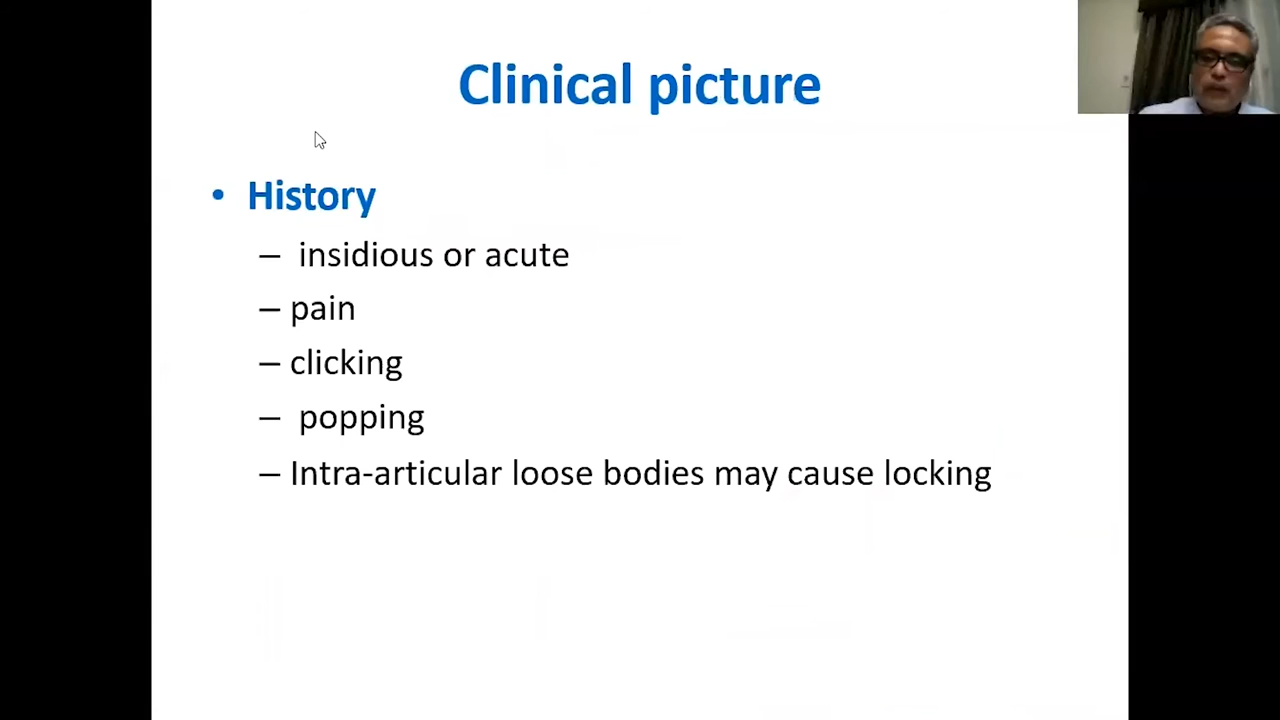 Clinical picture
• History
– insidious or acute
– pain
– clicking
– popping
– Intra-articular loose bodies may cause locking